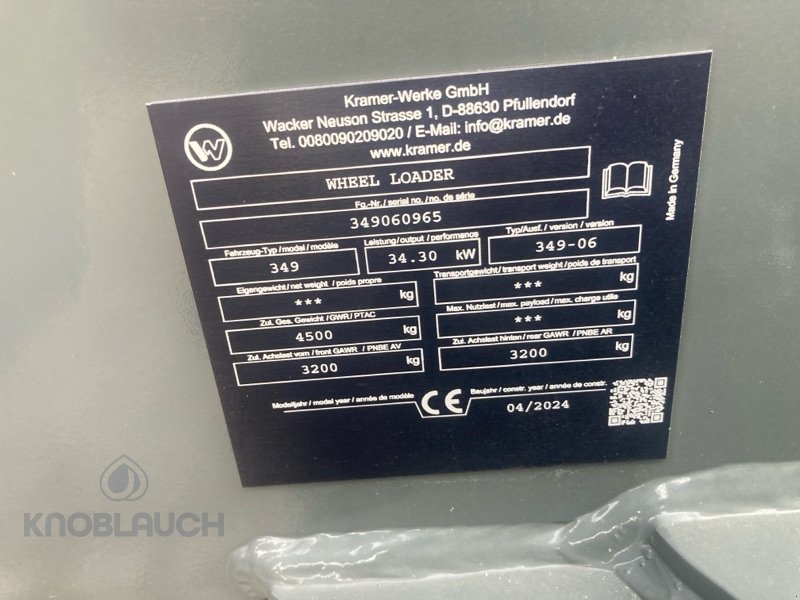 Kramer-Werke GmbH
Wacker Neuson Strasse 1, D-88630 Pfullendorf
Tel. 0080090209020 / E-Mail: info@kramer.de
www.kramer.de
WHEEL LOADER
Fg.-Nr./ serial no. /no. de série
349060965
Fahrzeug-Typ / model / modèle
Leistung / output / performance
Typ/Ausf. / version / version
349
34.30 kW
349-06
Eigengewicht / net weight / poids propre
Transportgewicht / transport weight / poids de transport
*** kg
*** kg
Zul. Ges. Gewicht / GWR / PTAC
Max. Nutzlast / max. payload / max. charge utile
4500 kg
*** kg
Zul. Achslast vorn / front GAWR / PNBE AV
Zul. Achslast hinten / rear GAWR / PNBE AR
3200 kg
3200 kg
Modelljahr / model year / année de modèle
Baujahr / constr. year / année de constr.
CE
04/2024
Made in Germany
KNOBLAUCH